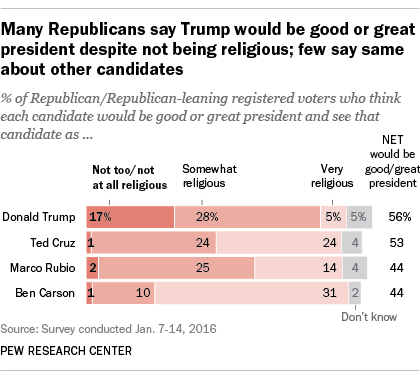 Many Republicans say Trump would be good or great
president despite not being religious; few say same
about other candidates
% of Republican/Republican-leaning registered voters who think
each candidate would be good or great president and see that
candidate as ...
NET
would be
good/great
president
Not too/not
at all religious
Somewhat
religious
Very
religious
Donald Trump 17% 28% 5% 5% 56%
Ted Cruz 1 24 24 4 53
Marco Rubio 2 25 14 4 44
Ben Carson 1 10 31 2 44
Don't know
Source: Survey conducted Jan. 7-14, 2016
PEW RESEARCH CENTER